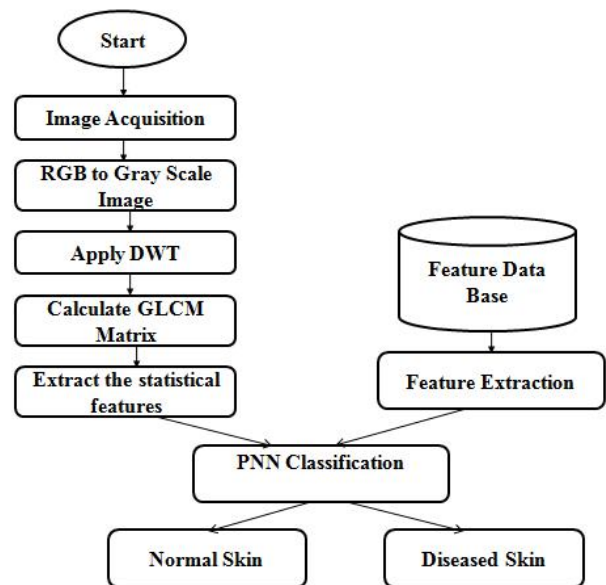 Start
Image Acquisition
RGB to Gray Scale
Image
Apply DWT
Calculate GLCM
Matrix
Extract the statistical
features
Feature Data
Base
Feature Extraction
PNN Classification
Normal Skin
Diseased Skin